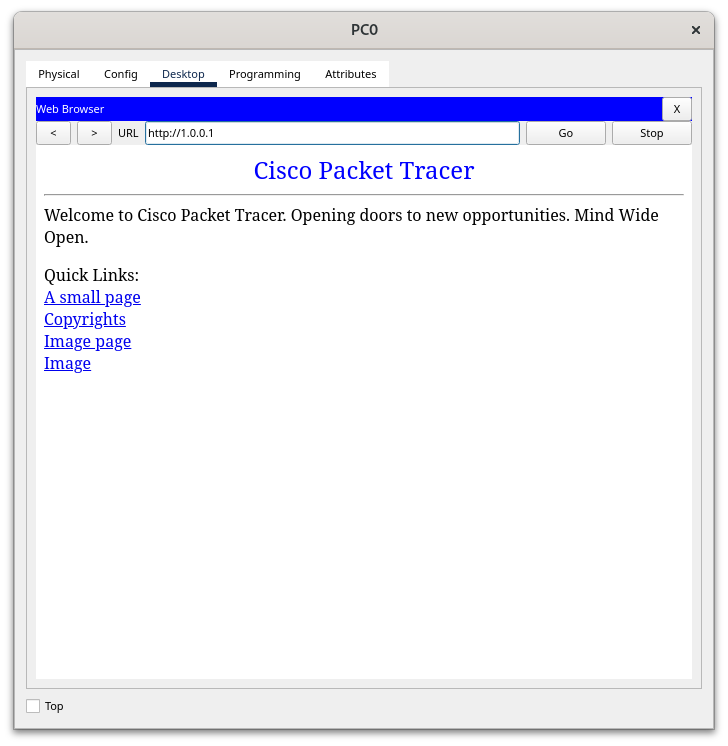 PC0
Physical Config Desktop Programming Attributes
Web Browser X
< > URL http://1.0.0.1 Go Stop
Cisco Packet Tracer
Welcome to Cisco Packet Tracer. Opening doors to new opportunities. Mind Wide
Open.
Quick Links:
A small page
Copyrights
Image page
Image
Top